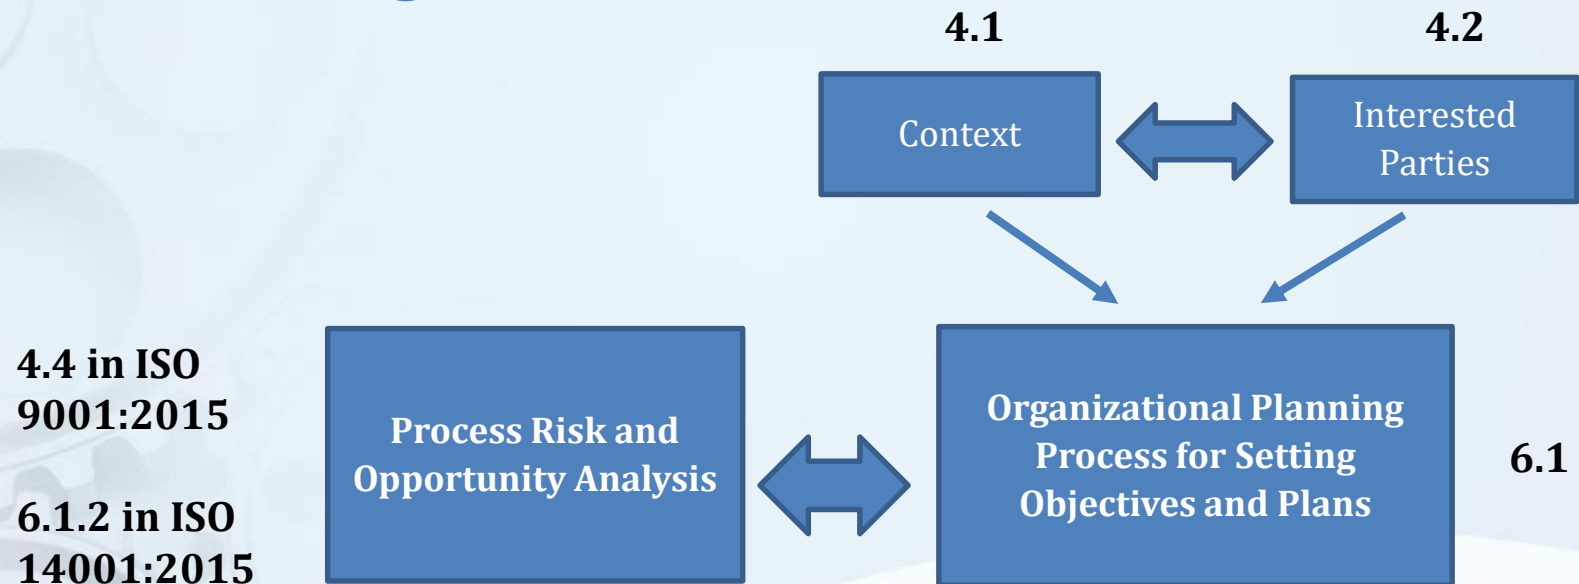 4.1
4.2
Context
Interested
Parties
4.4 in ISO
9001:2015
6.1.2 in ISO
14001:2015
Process Risk and
Opportunity Analysis
Organizational Planning
Process for Setting
Objectives and Plans
6.1